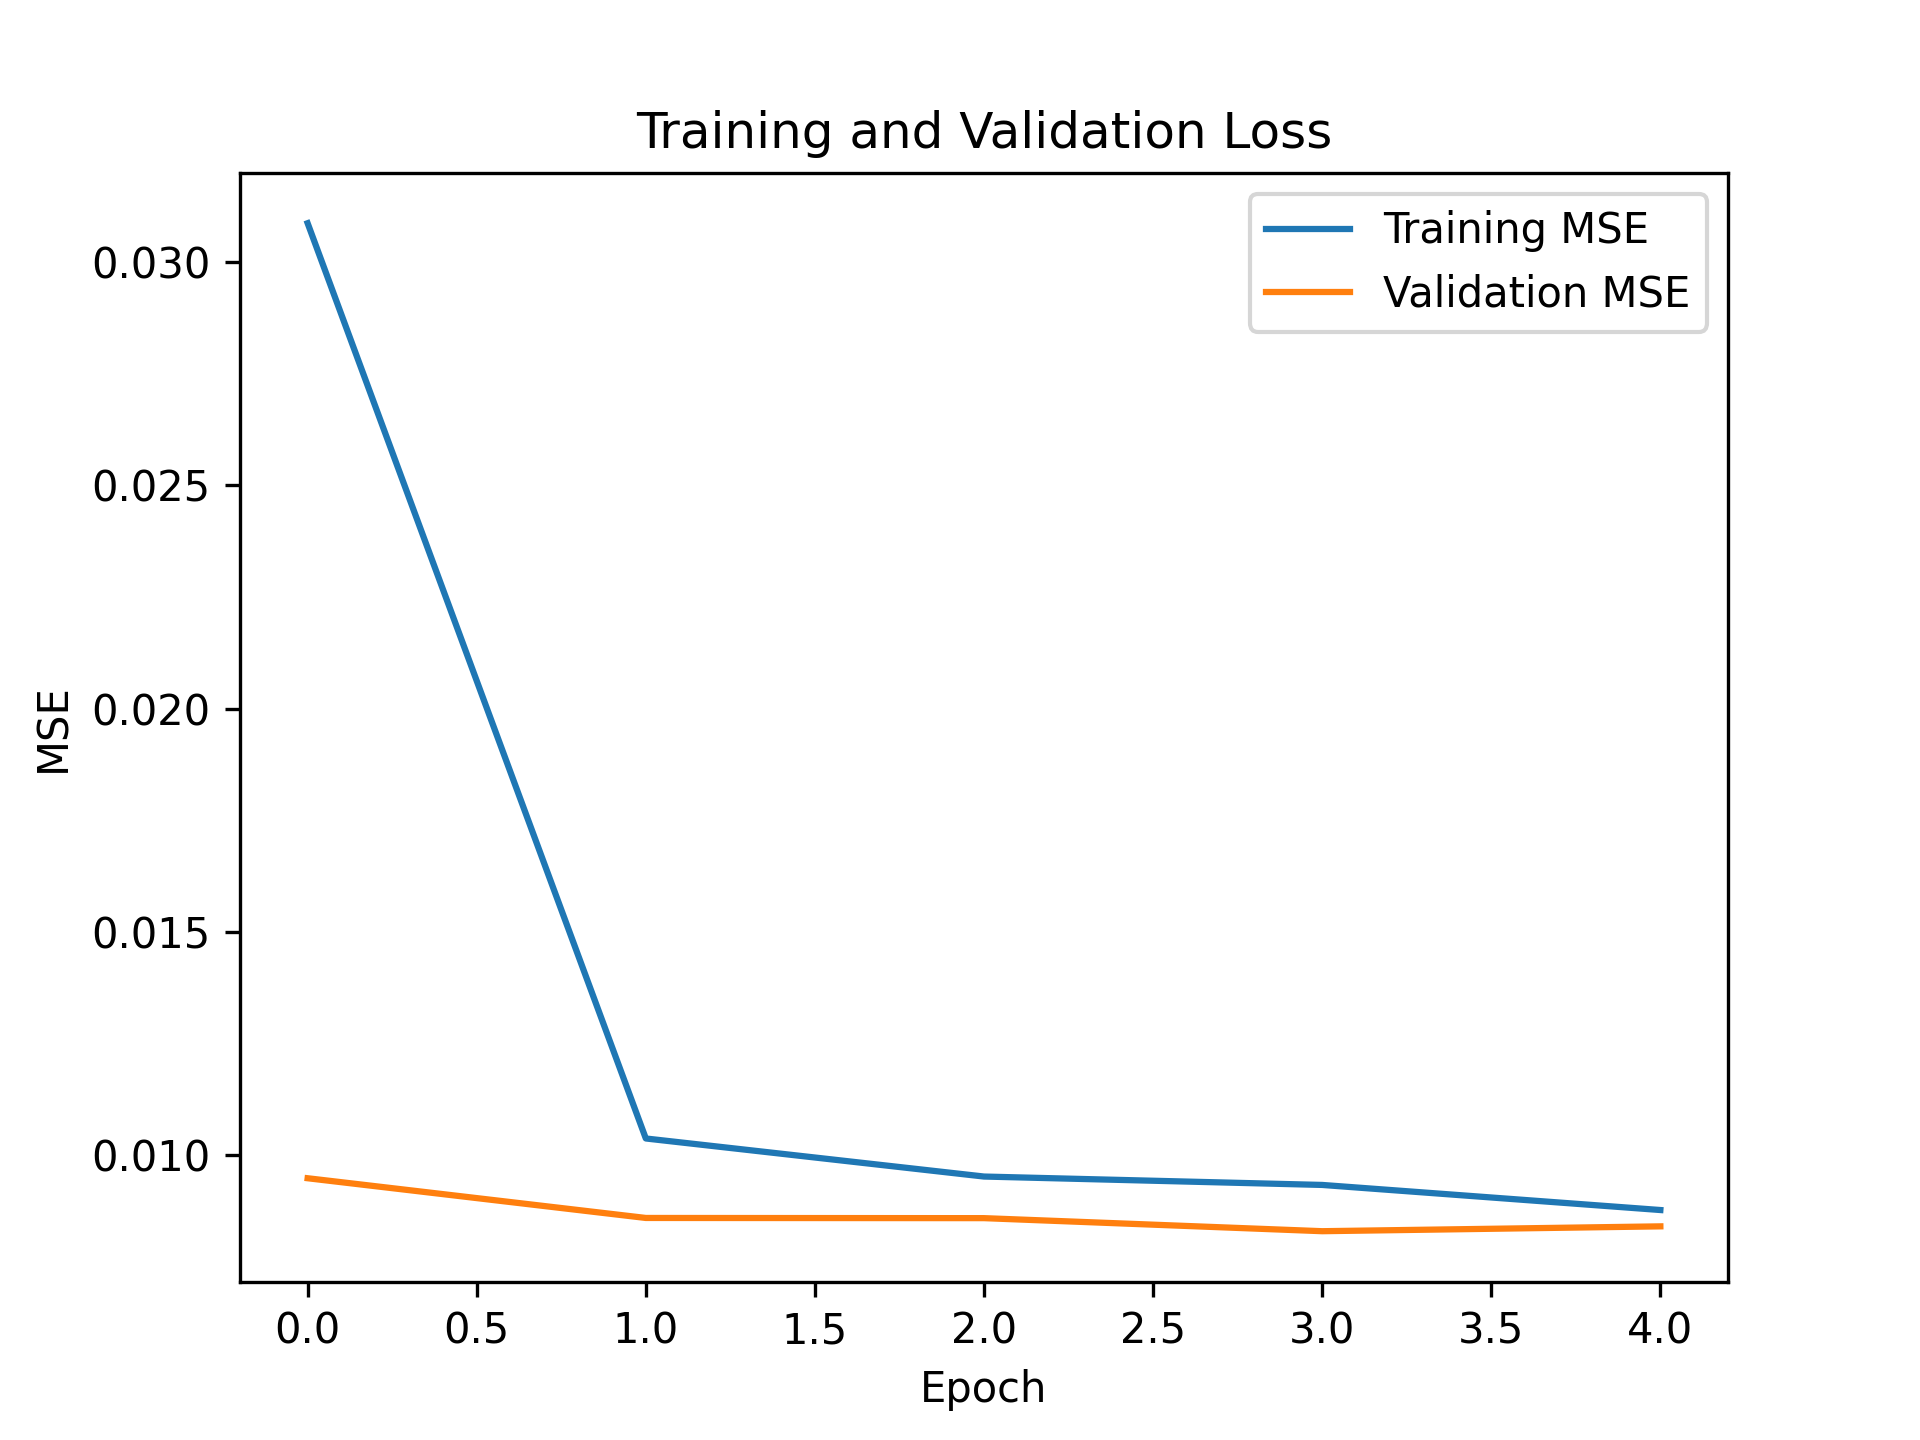 Training and Validation Loss
Training MSE
Validation MSE
0.030
0.025
0.020
0.015
0.010
MSE
0.0 0.5 1.0 1.5 2.0 2.5 3.0 3.5 4.0
Epoch